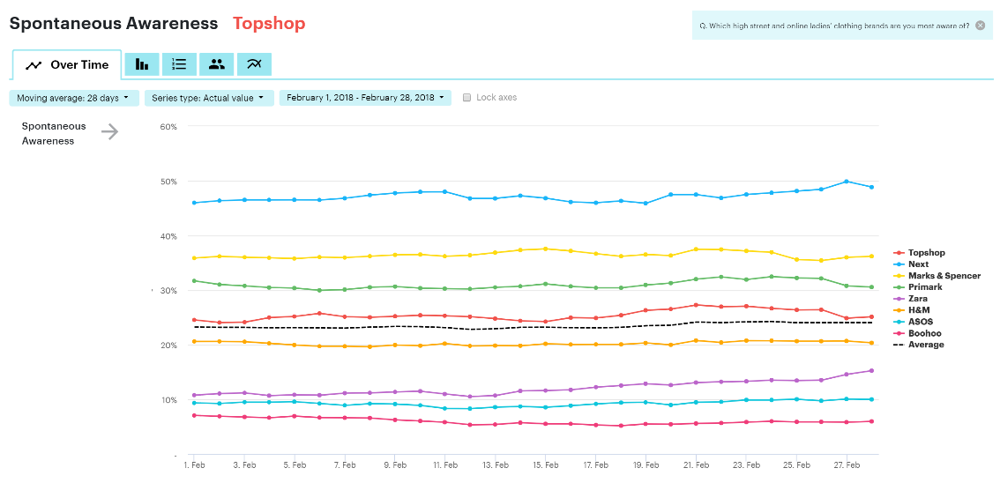 Spontaneous Awareness Topshop
Q. Which high street and online ladies' clothing brands are you most aware of?
Over Time
Moving average: 28 days
Series type: Actual value
February 1, 2018 - February 28, 2018
Lock axes
Spontaneous
Awareness
60%
50%
40%
30%
20%
10%
-
1. Feb
3. Feb
5. Feb
7. Feb
9. Feb
11. Feb
13. Feb
15. Feb
17. Feb
19. Feb
21. Feb
23. Feb
25. Feb
27. Feb
Topshop
Next
Marks & Spencer
Primark
Zara
H&M
ASOS
Boohoo
Average